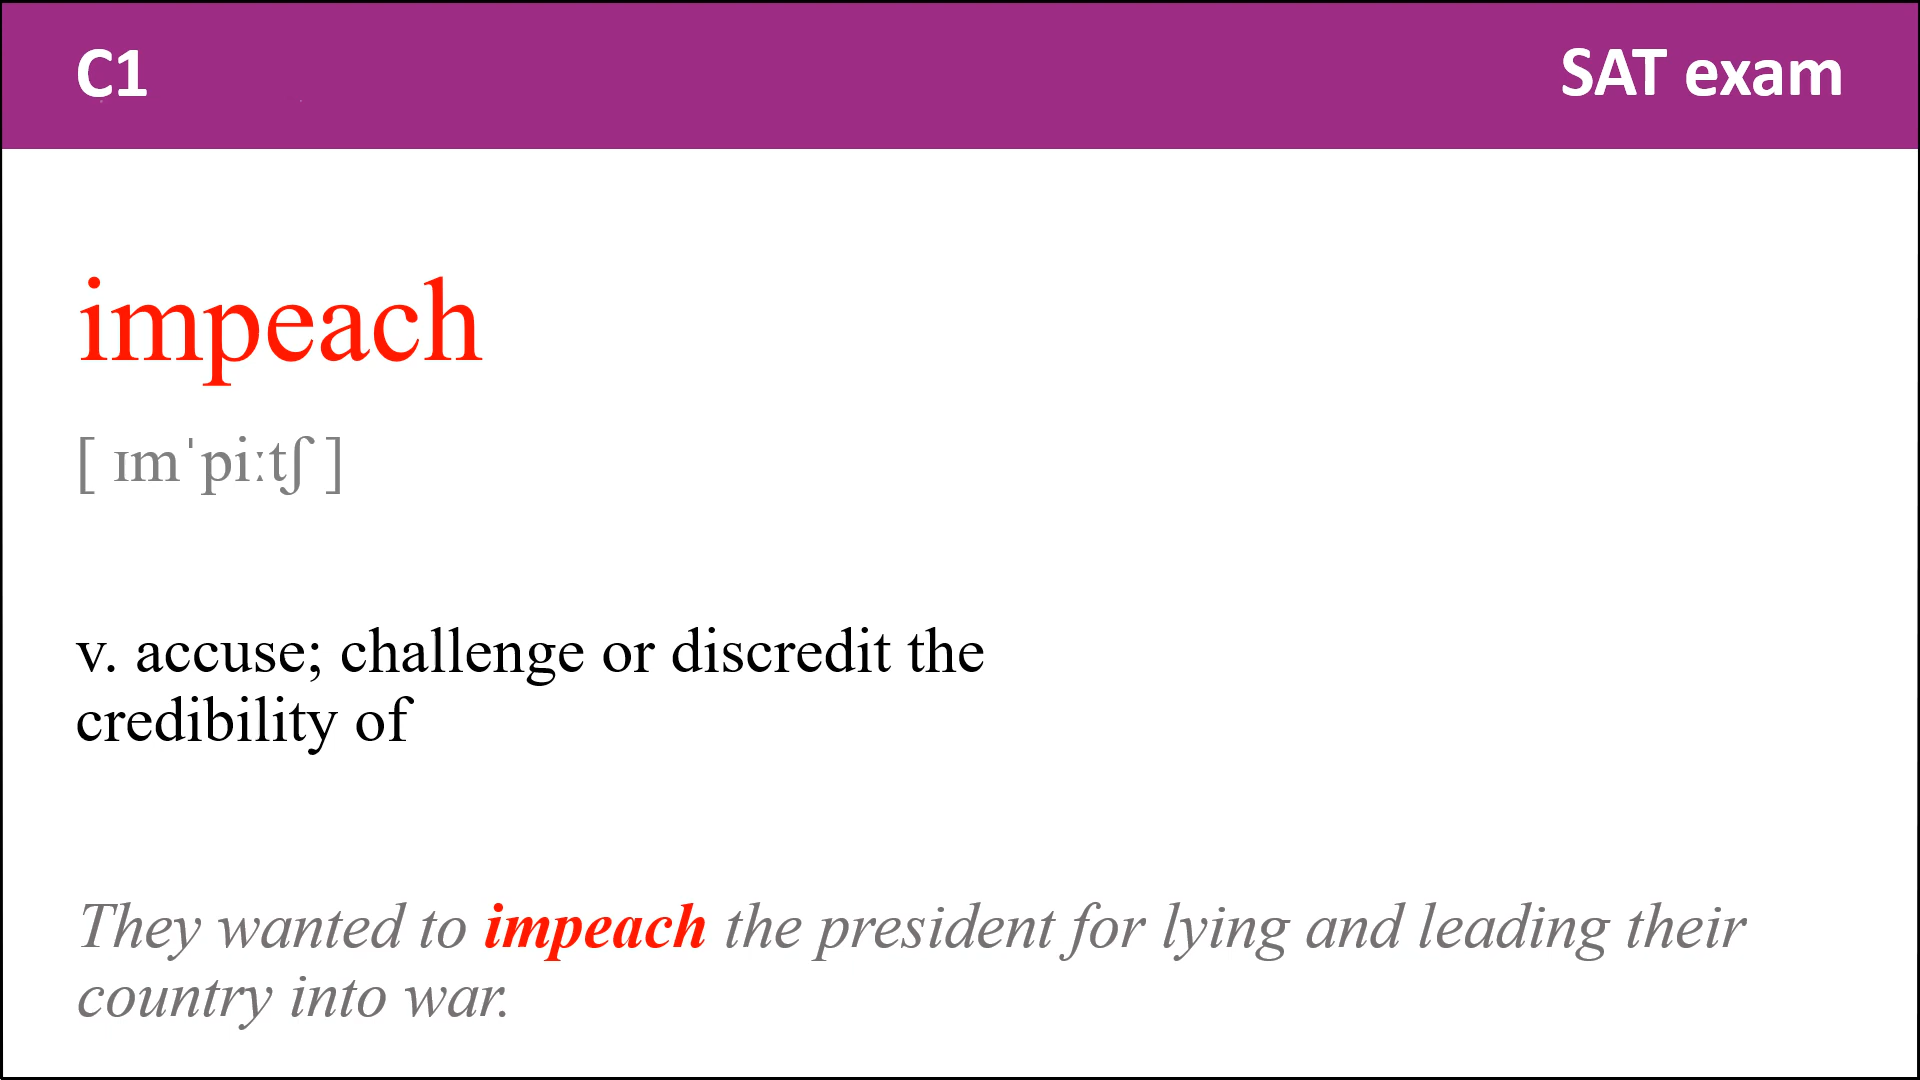 C1
SAT exam
impeach
[ ɪmˈpiːtʃ ]
v. accuse; challenge or discredit the
credibility of
They wanted to impeach the president for lying and leading their
country into war.